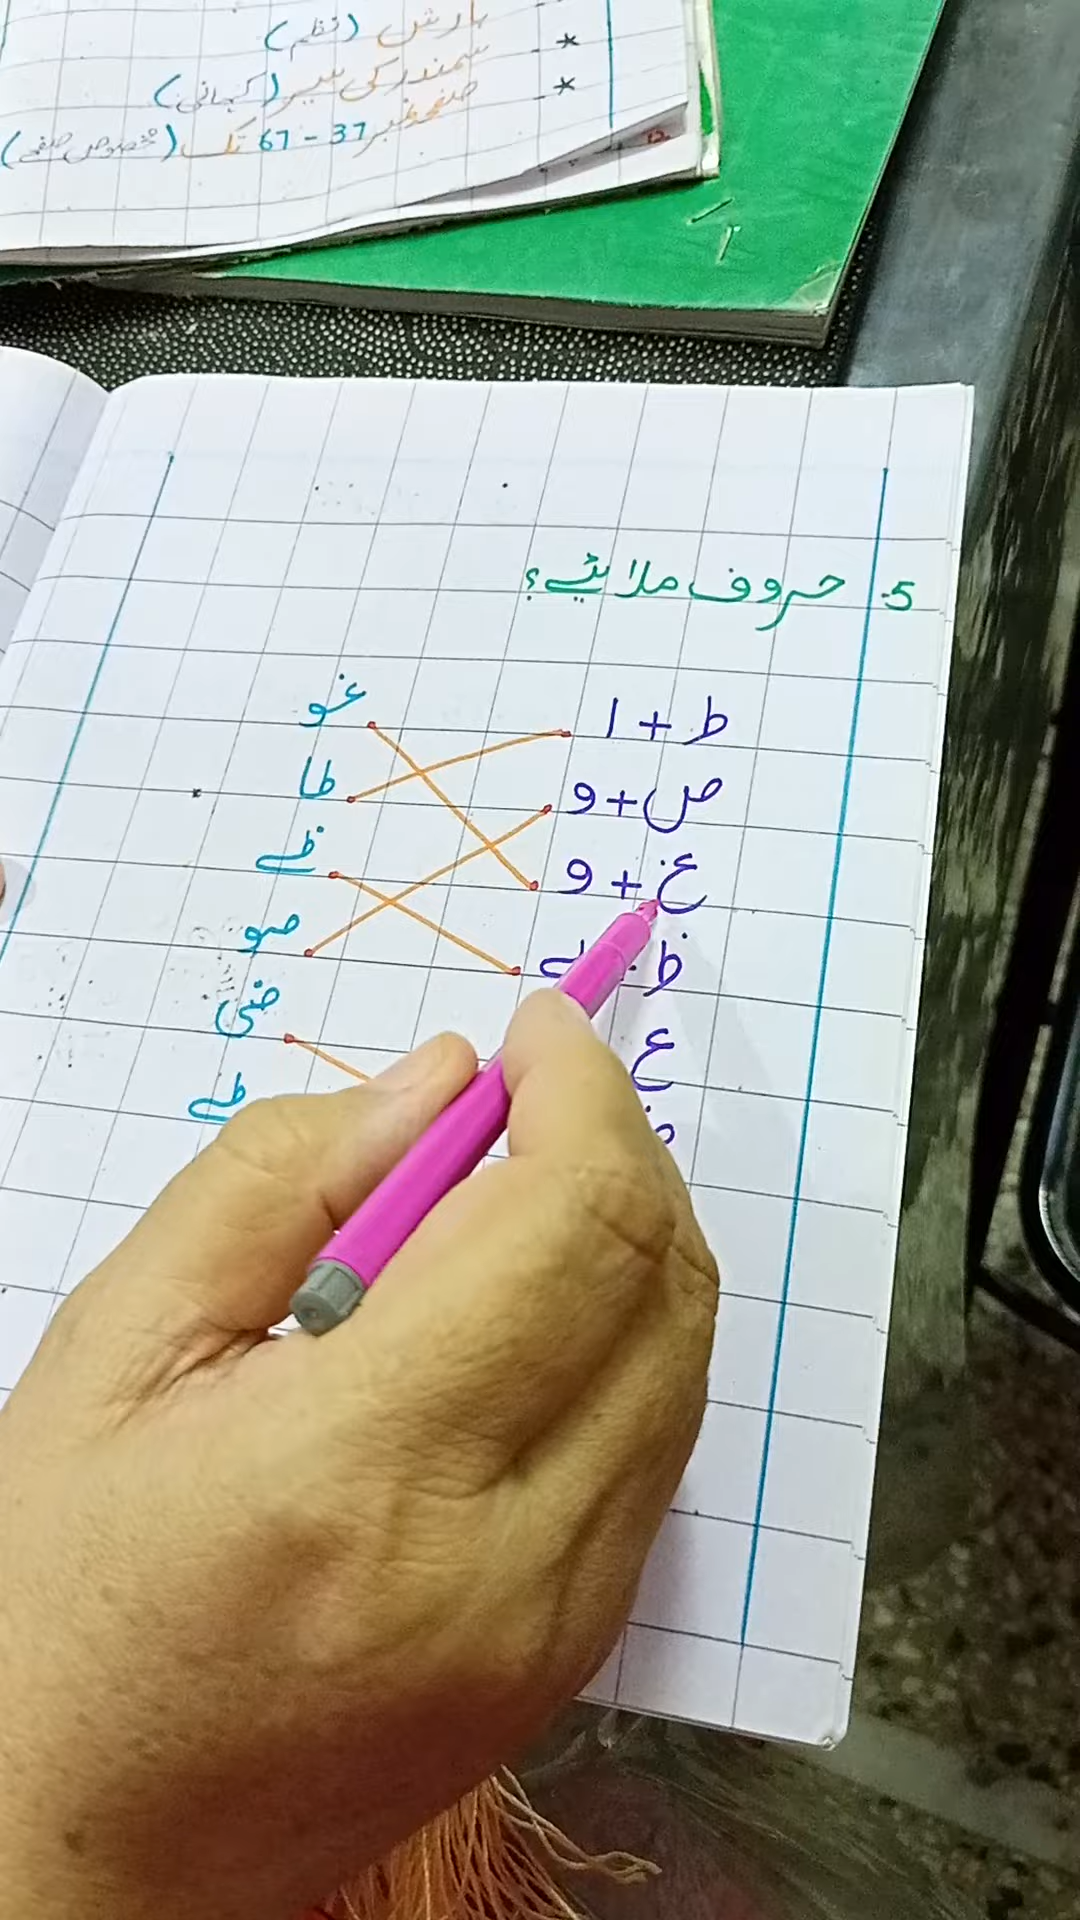 بارش (نظم)
* سمندر کی سیر (کہانی)
* صفحہ نمبر 37 - 67 تک (مخصوص صفحے)
5. حروف ملائیے؟
ط + ا غو
ص + و طا
غ + و ظے
ظ ے صو
ع ضی
طے